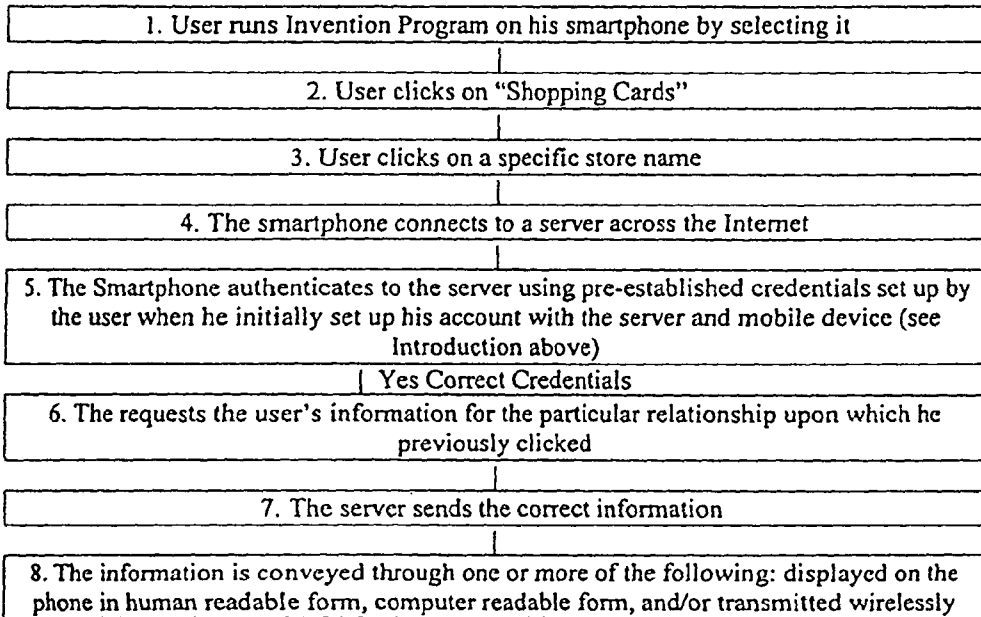 1. User runs Invention Program on his smartphone by selecting it
2. User clicks on “Shopping Cards”
3. User clicks on a specific store name
4. The smartphone connects to a server across the Internet
5. The Smartphone authenticates to the server using pre-established credentials set up by
the user when he initially set up his account with the server and mobile device (see
Introduction above)
Yes Correct Credentials
6. The requests the user's information for the particular relationship upon which he
previously clicked
7. The server sends the correct information
8. The information is conveyed through one or more of the following: displayed on the
phone in human readable form, computer readable form, and/or transmitted wirelessly